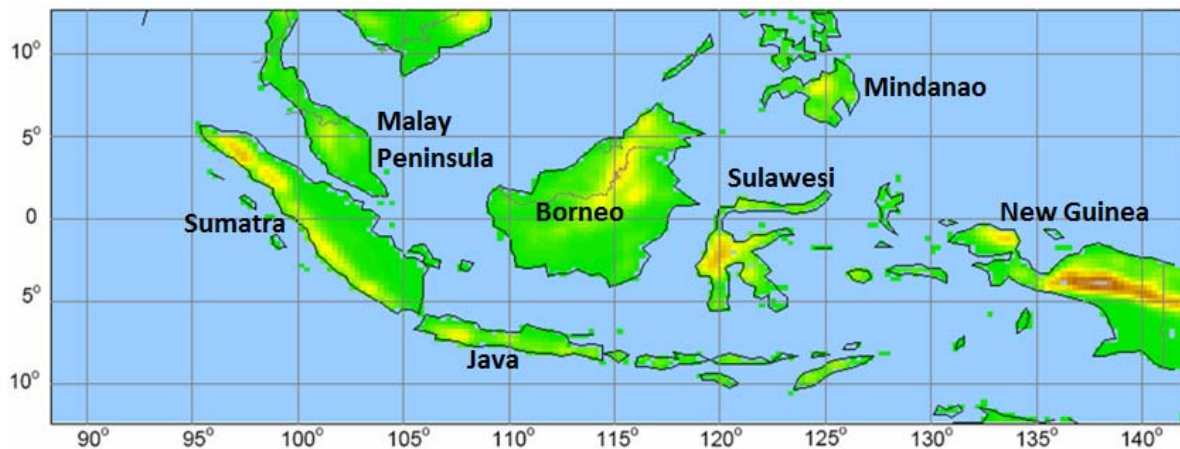 10°
Mindanao
5°
Malay
Peninsula
Sulawesi
Sumatra
0
Borneo
New Guinea
5°
Java
10°
90° 95° 100° 105° 110° 115° 120° 125° 130° 135° 140°